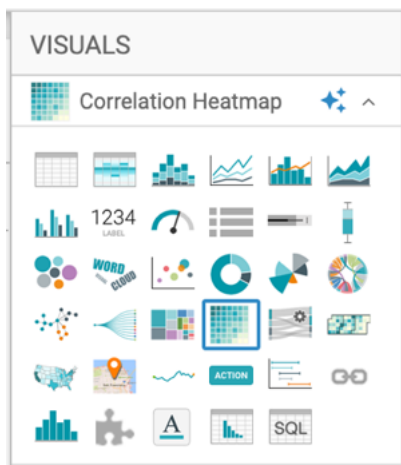 VISUALS
Correlation Heatmap
1234
LABEL
WORD
CLOUD
ACTION
A
SQL